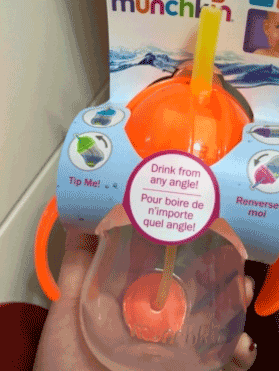 munchkin
Drink from
any angle!
Pour boire de
n'importe
quel angle!
Tip Me!
Renverse
moi